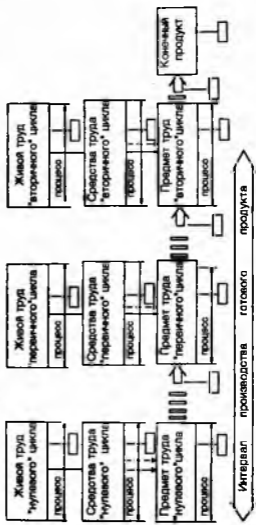 Живой труд
"нулевого" цикла
процесс
Средства труда
"нулевого" цикла
процесс
Предмет труда
"нулевого" цикла
процесс
Живой труд
"первичного" цикла
процесс
Средства труда
"первичного" цикла
процесс
Предмет труда
"первичного" цикла
процесс
Живой труд
"вторичного" цикла
процесс
Средства труда
"вторичного" цикла
процесс
Предмет труда
"вторичного" цикла
процесс
Конечный
продукт
Интервал производства готового продукта